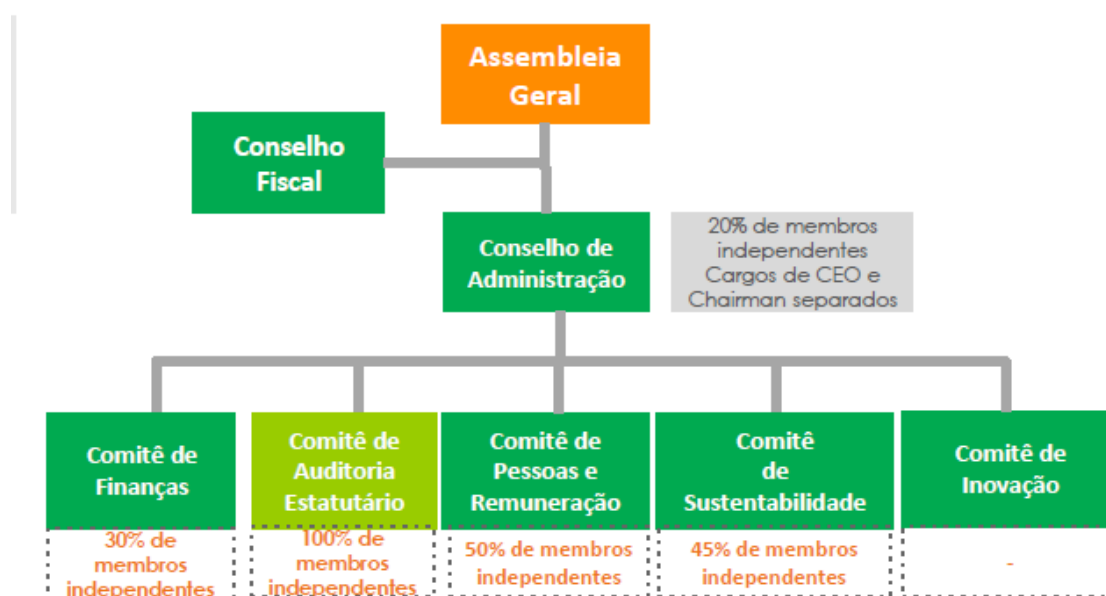 Assembleia
Geral
Conselho
Fiscal
Conselho de
Administração
20% de membros
independentes
Cargos de CEO e
Chairman separados
Comitê de
Finanças
Comitê de
Auditoria
Estatutário
Comitê de
Pessoas e
Remuneração
Comitê
de
Sustentabilidade
Comitê de
Inovação
30% de
membros
independentes
100% de
membros
independentes
50% de membros
independentes
45% de membros
independentes
-